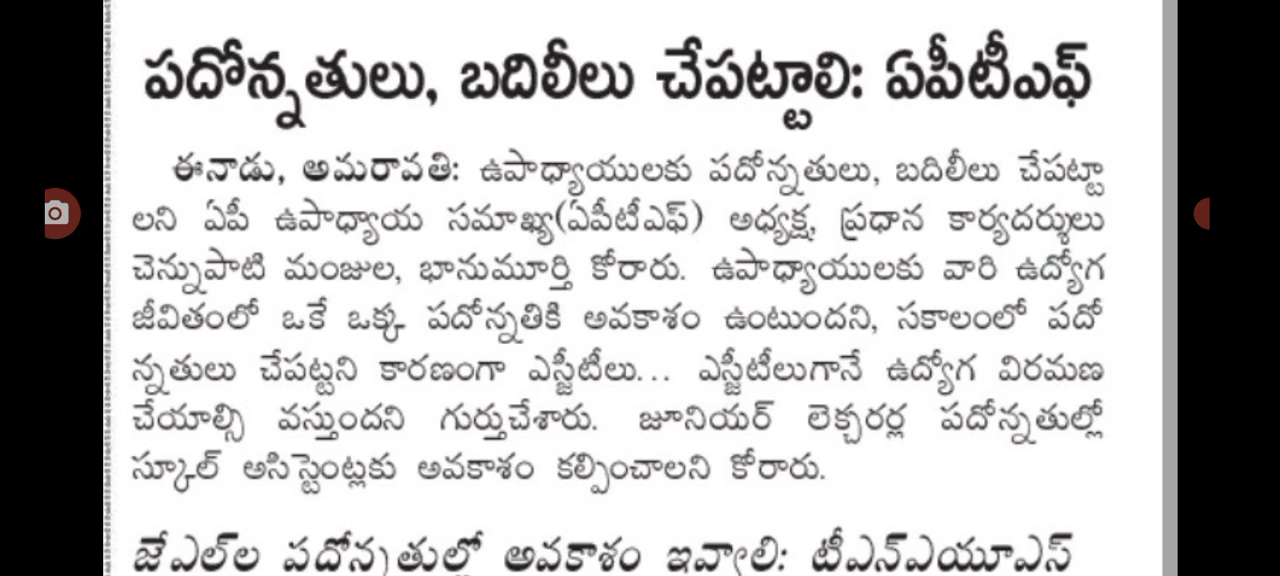 పదోన్నతులు, బదిలీలు చేపట్టాలి: ఏపీటీఎఫ్
ఈనాడు, అమరావతి: ఉపాధ్యాయులకు పదోన్నతులు, బదిలీలు చేపట్టా
లని ఏపీ ఉపాధ్యాయ సమాఖ్య(ఏపీటీఎఫ్) అధ్యక్ష, ప్రధాన కార్యదర్శులు
చెన్నుపాటి మంజుల, భానుమూర్తి కోరారు. ఉపాధ్యాయులకు వారి ఉద్యోగ
జీవితంలో ఒకే ఒక్క పదోన్నతికి అవకాశం ఉంటుందని, సకాలంలో పదో
న్నతులు చేపట్టని కారణంగా ఎస్జీటీలు... ఎస్జీటీలుగానే ఉద్యోగ విరమణ
చేయాల్సి వస్తుందని గుర్తుచేశారు. జూనియర్ లెక్చరర్ల పదోన్నతుల్లో
స్కూల్ అసిస్టెంట్లకు అవకాశం కల్పించాలని కోరారు.
జేఎల్‌ల పదోన్నతుల్లో అవకాశం ఇవ్వాలి: టీఎన్ఎయూఎస్